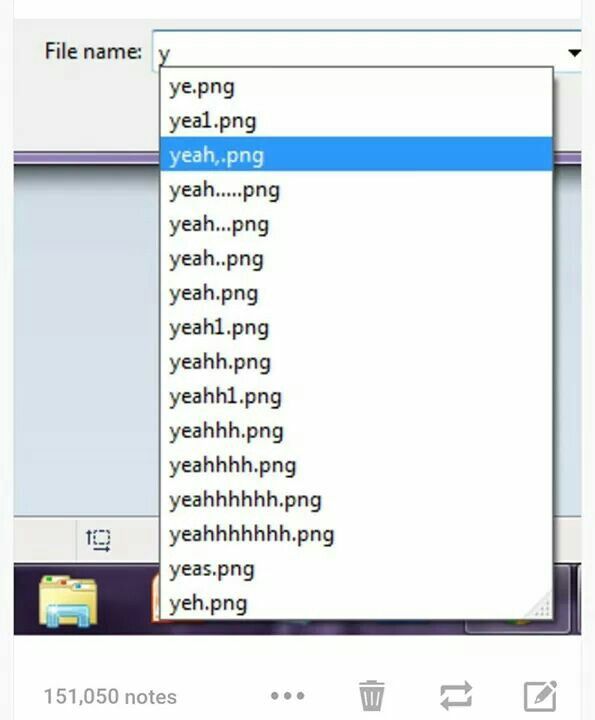 File name: y
ye.png
yea1.png
yeah,.png
yeah.....png
yeah...png
yeah..png
yeah.png
yeah1.png
yeahh.png
yeahh1.png
yeahhh.png
yeahhhh.png
yeahhhhhh.png
yeahhhhhhh.png
yeas.png
yeh.png
151,050 notes